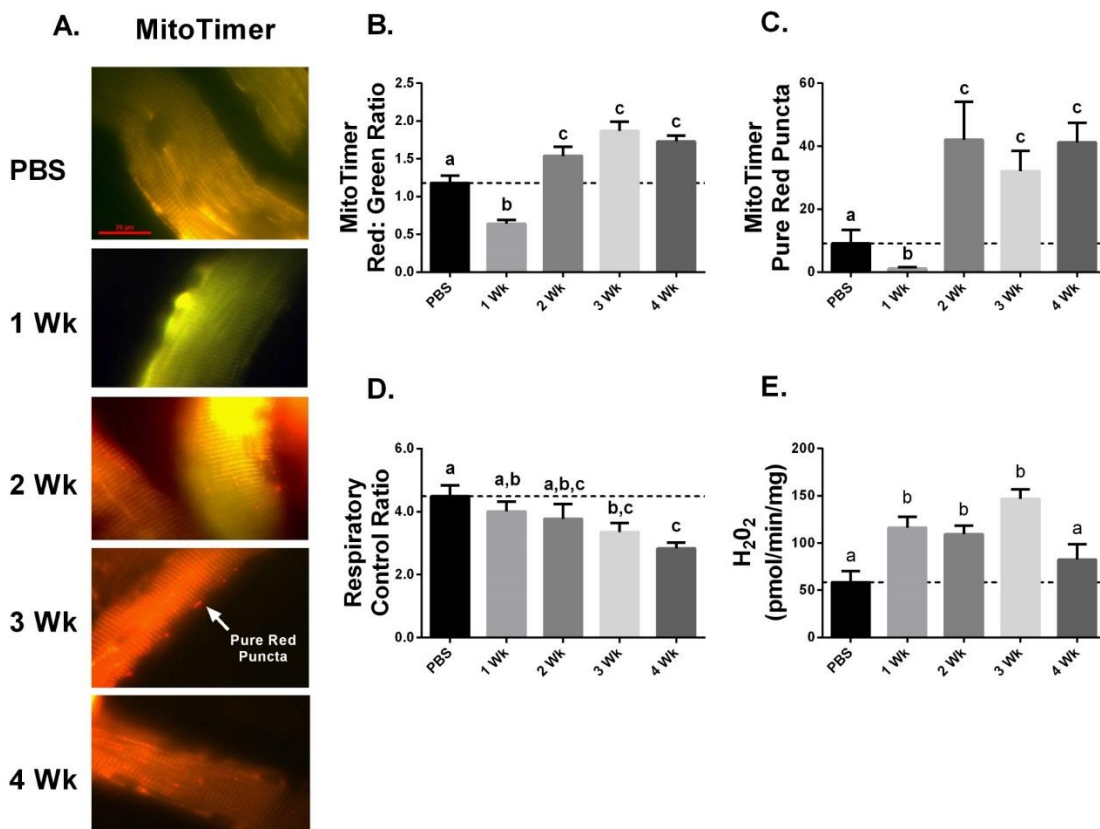 A.
MitoTimer
PBS
29 µm
1 Wk
2 Wk
3 Wk
Pure Red
Puncta
4 Wk
B.
MitoTimer
Red: Green Ratio
2.5
2.0
1.5
1.0
0.5
0.0
a
b
c
c
c
PBS
1 Wk
2 Wk
3 Wk
4 Wk
C.
MitoTimer
Pure Red Puncta
60
40
20
0
a
b
c
c
c
PBS
1 Wk
2 Wk
3 Wk
4 Wk
D.
Respiratory
Control Ratio
6.0
4.0
2.0
0.0
a
a,b
a,b,c
b,c
c
PBS
1 Wk
2 Wk
3 Wk
4 Wk
E.
H₂0₂
(pmol/min/mg)
200
150
100
50
0
a
b
b
b
a
PBS
1 Wk
2 Wk
3 Wk
4 Wk